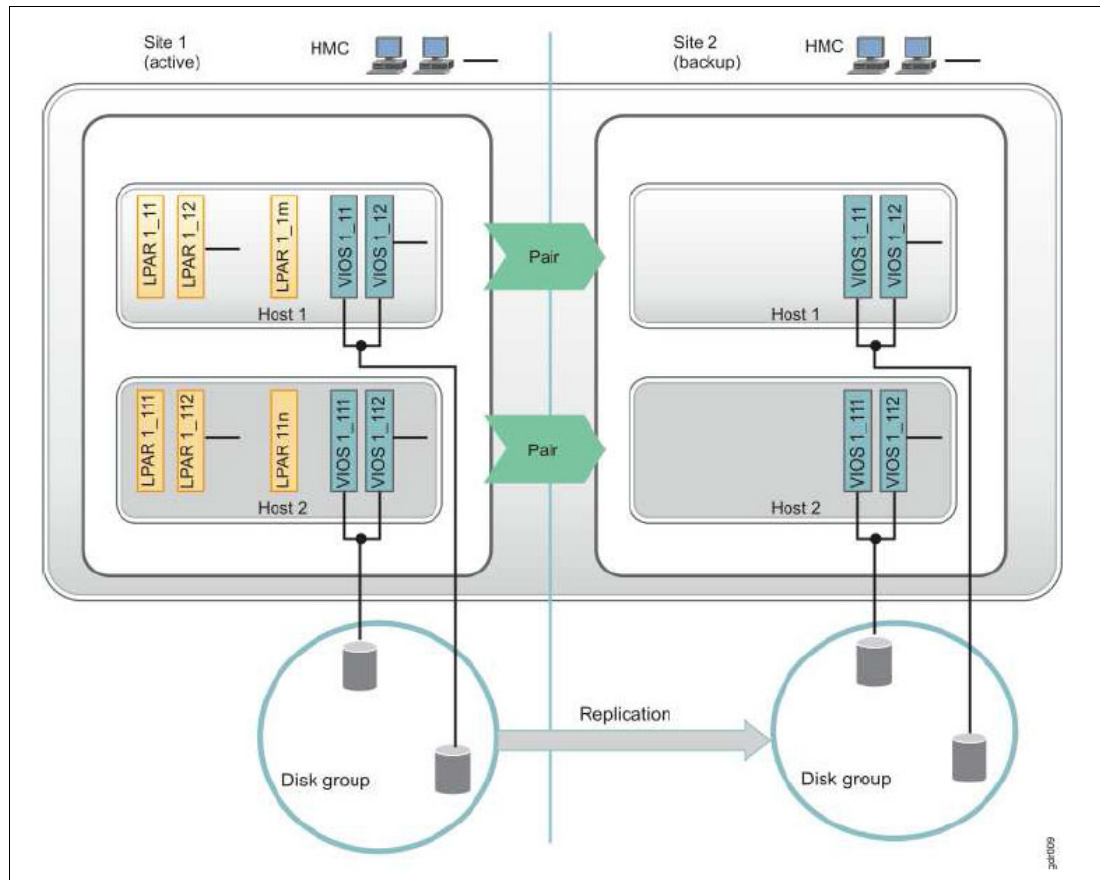 Site 1
(active)
HMC
Site 2
(backup)
HMC
LPAR 1_11
LPAR 1_12
LPAR 1_1m
VIOS 1_11
VIOS 1_12
Host 1
Pair
VIOS 1_11
VIOS 1_12
Host 1
LPAR 1_111
LPAR 1_112
LPAR 11n
VIOS 1_111
VIOS 1_112
Host 2
Pair
VIOS 1_111
VIOS 1_112
Host 2
Replication
Disk group
Disk group
gdr009